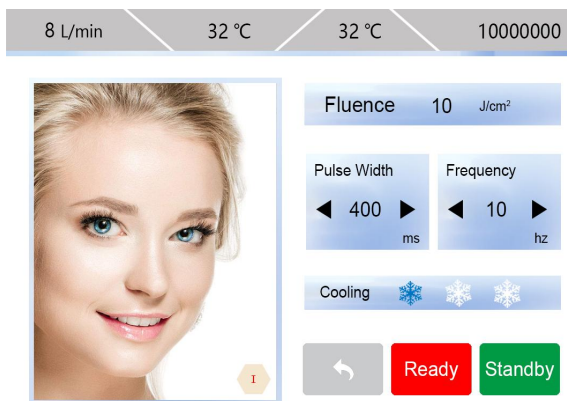 8 L/min 32 ℃ 32 ℃ 10000000
Fluence 10 J/cm²
Pulse Width Frequency
400 10
ms hz
Cooling
I
Ready Standby